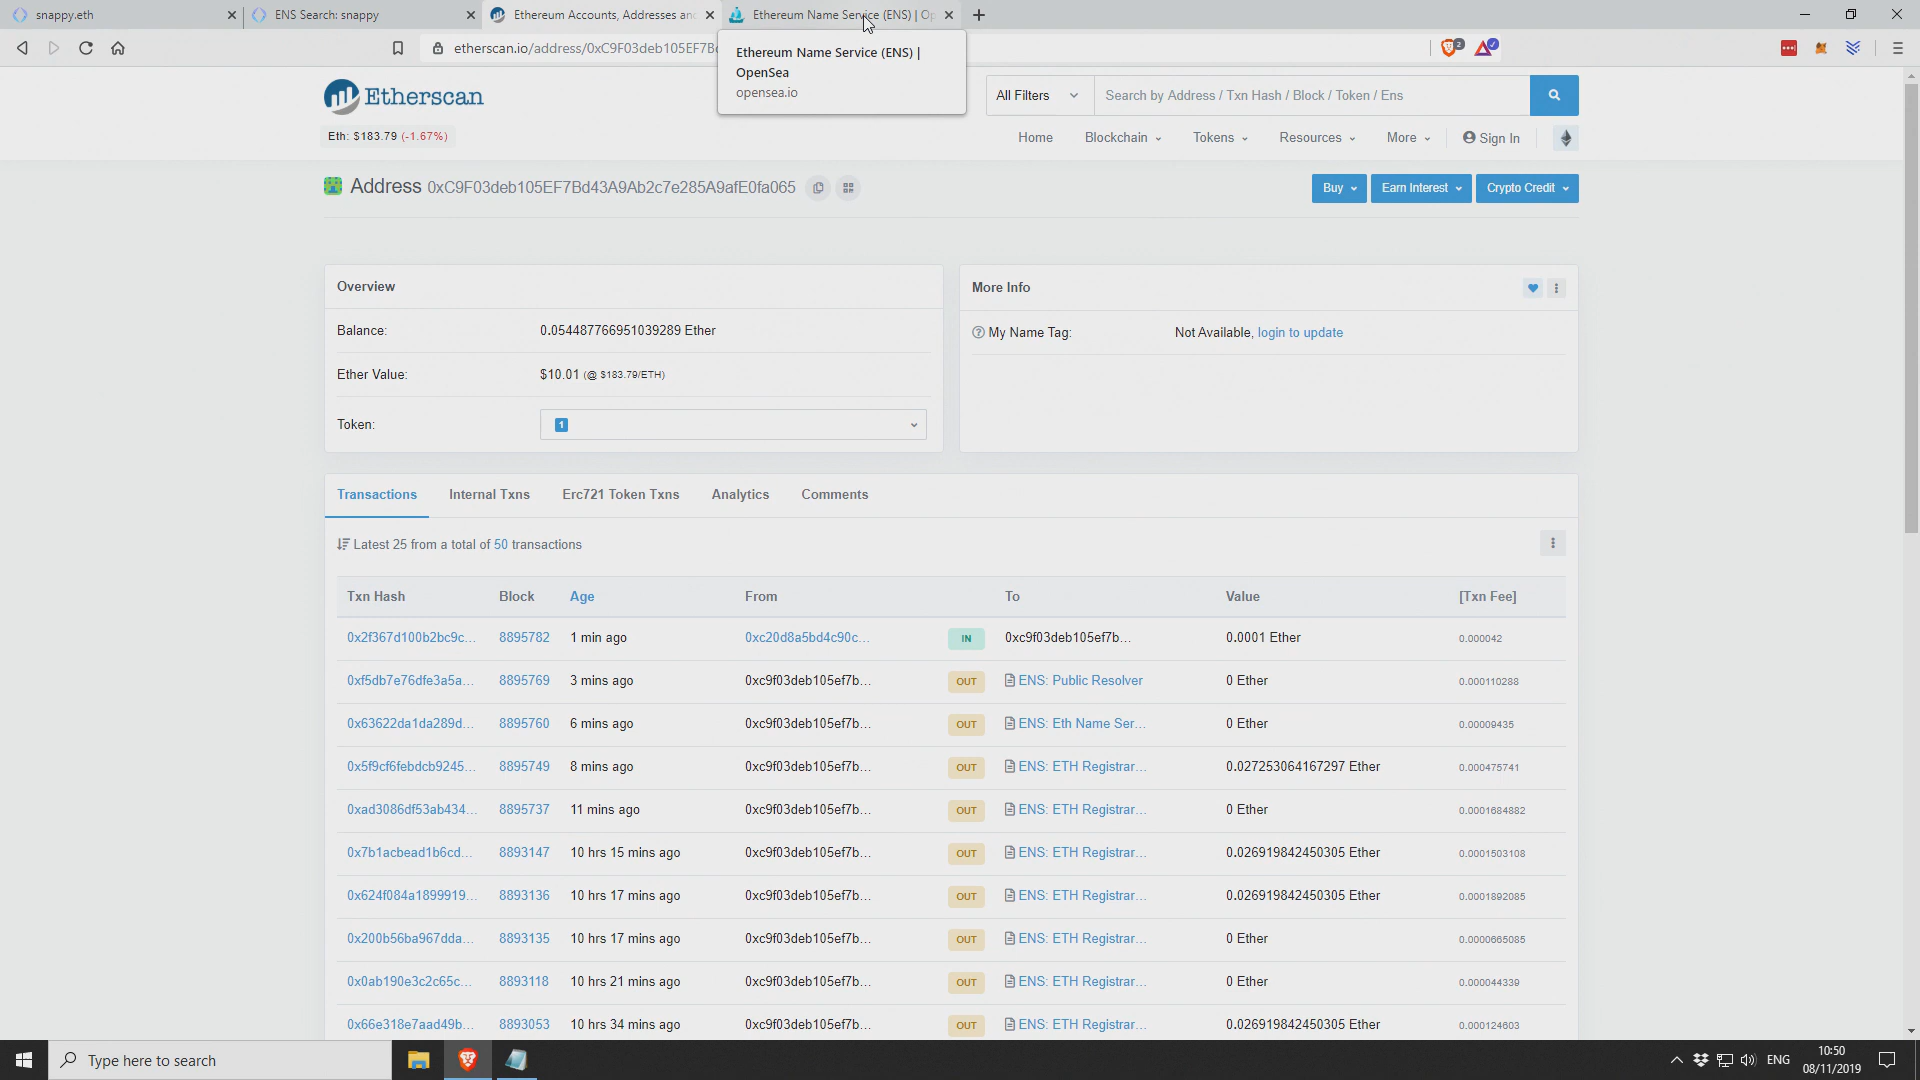 snappy.eth
ENS Search: snappy
Ethereum Accounts, Addresses and
Ethereum Name Service (ENS) | Op
etherscan.io/address/0xC9F03deb105EF7Bd
2
Ethereum Name Service (ENS) |
OpenSea
opensea.io
Etherscan
All Filters
Search by Address / Txn Hash / Block / Token / Ens
Eth: $183.79 (-1.67%)
Home
Blockchain
Tokens
Resources
More
Sign In
Address 0xC9F03deb105EF7Bd43A9Ab2c7e285A9afE0fa065
Buy
Earn Interest
Crypto Credit
Overview
Balance: 0.054487766951039289 Ether
Ether Value: $10.01 (@ $183.79/ETH)
Token: 1
More Info
My Name Tag: Not Available, login to update
Transactions
Internal Txns
Erc721 Token Txns
Analytics
Comments
Latest 25 from a total of 50 transactions
Txn Hash Block Age From To Value [Txn Fee]
0x2f367d100b2bc9c... 8895782 1 min ago 0xc20d8a5bd4c90c... IN 0xc9f03deb105ef7b... 0.0001 Ether 0.000042
0xf5db7e76dfe3a5a... 8895769 3 mins ago 0xc9f03deb105ef7b... OUT ENS: Public Resolver 0 Ether 0.000110288
0x63622da1da289d... 8895760 6 mins ago 0xc9f03deb105ef7b... OUT ENS: Eth Name Ser... 0 Ether 0.00009435
0x5f9cf6febdcb9245... 8895749 8 mins ago 0xc9f03deb105ef7b... OUT ENS: ETH Registrar... 0.027253064167297 Ether 0.000475741
0xad3086df53ab434... 8895737 11 mins ago 0xc9f03deb105ef7b... OUT ENS: ETH Registrar... 0 Ether 0.0001684882
0x7b1acbead1b6cd... 8893147 10 hrs 15 mins ago 0xc9f03deb105ef7b... OUT ENS: ETH Registrar... 0.026919842450305 Ether 0.0001503108
0x624f084a1899919... 8893136 10 hrs 17 mins ago 0xc9f03deb105ef7b... OUT ENS: ETH Registrar... 0.026919842450305 Ether 0.0001892085
0x200b56ba967dda... 8893135 10 hrs 17 mins ago 0xc9f03deb105ef7b... OUT ENS: ETH Registrar... 0 Ether 0.0000665085
0x0ab190e3c2c65c... 8893118 10 hrs 21 mins ago 0xc9f03deb105ef7b... OUT ENS: ETH Registrar... 0 Ether 0.000044339
0x66e318e7aad49b... 8893053 10 hrs 34 mins ago 0xc9f03deb105ef7b... OUT ENS: ETH Registrar... 0.026919842450305 Ether 0.000124603
Type here to search
ENG
10:50
08/11/2019